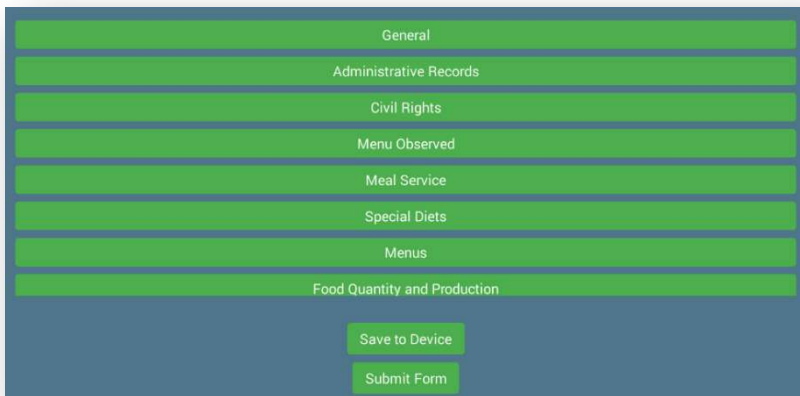 General
Administrative Records
Civil Rights
Menu Observed
Meal Service
Special Diets
Menus
Food Quantity and Production
Save to Device
Submit Form